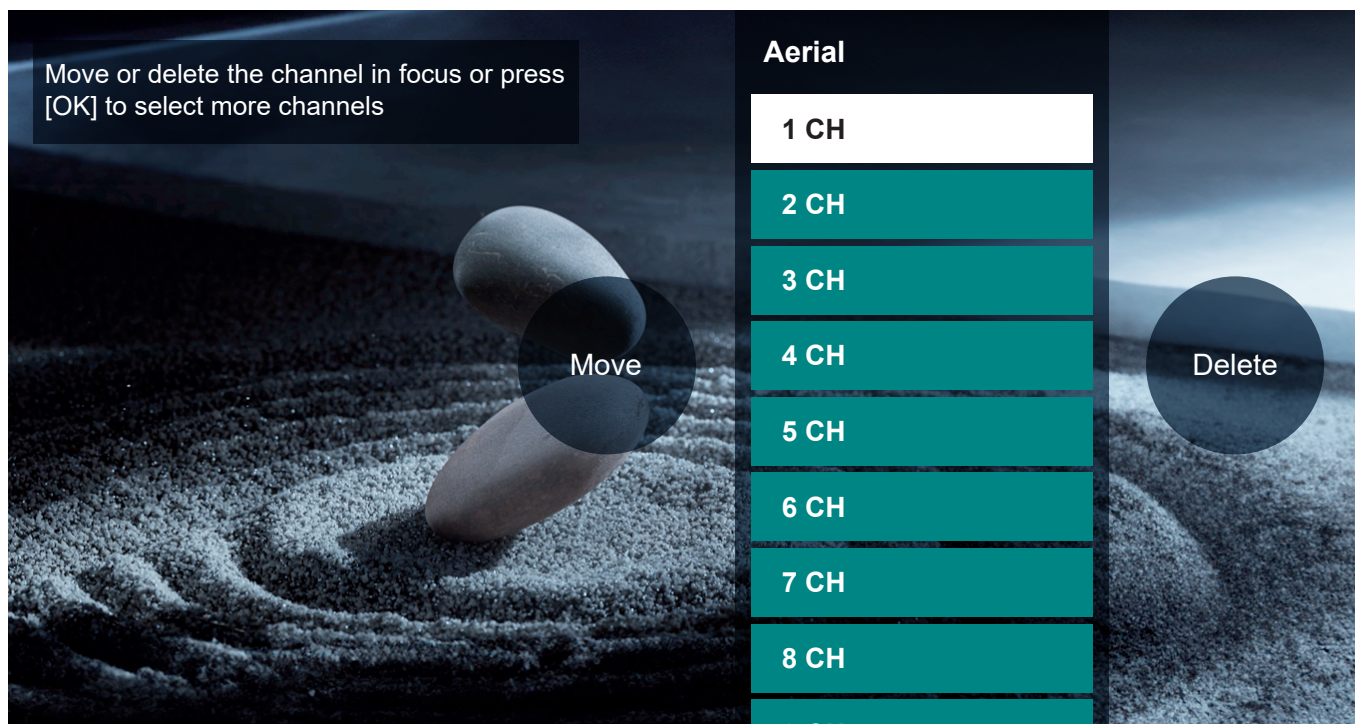 Move or delete the channel in focus or press
[OK] to select more channels
Aerial
1 CH
2 CH
3 CH
4 CH
5 CH
6 CH
7 CH
8 CH
Move
Delete